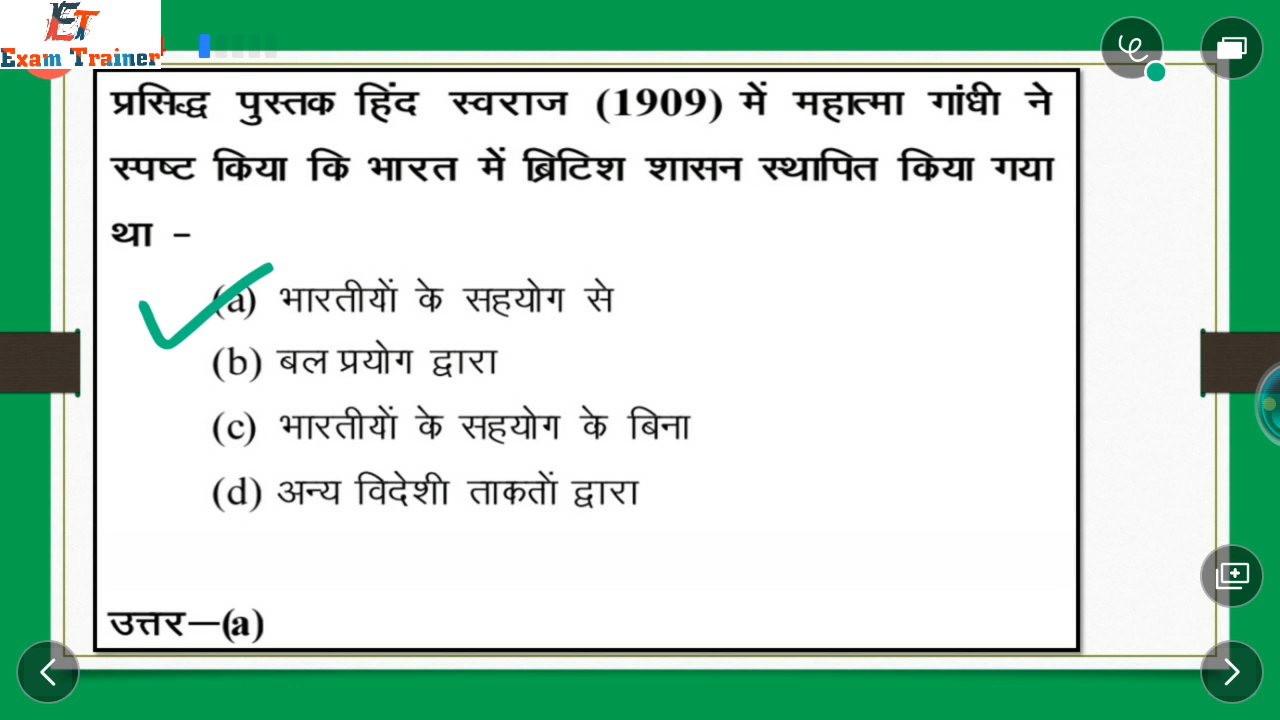 ET
Exam Trainer
प्रसिद्ध पुस्तक हिंद स्वराज (1909) में महात्मा गांधी ने
स्पष्ट किया कि भारत में ब्रिटिश शासन स्थापित किया गया
था -
(a) भारतीयों के सहयोग से
(b) बल प्रयोग द्वारा
(c) भारतीयों के सहयोग के बिना
(d) अन्य विदेशी ताकतों द्वारा
उत्तर—(a)